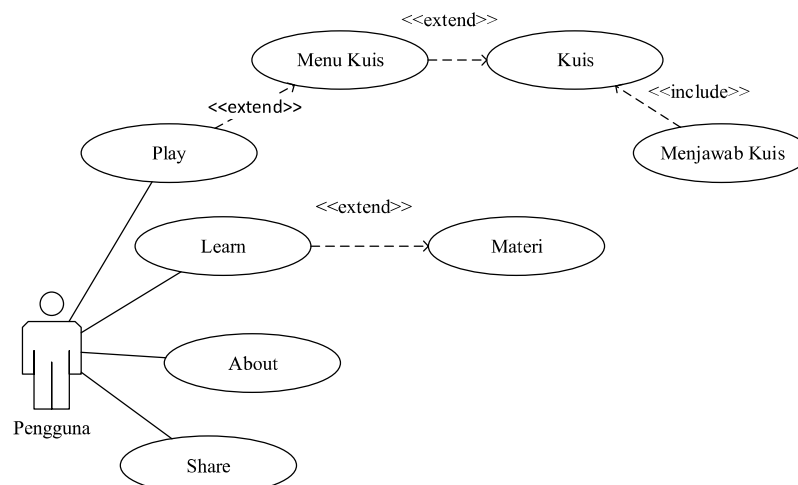 <<extend>>
Menu Kuis
Kuis
<<extend>>
<<include>>
Play
Menjawab Kuis
<<extend>>
Learn
Materi
About
Pengguna
Share